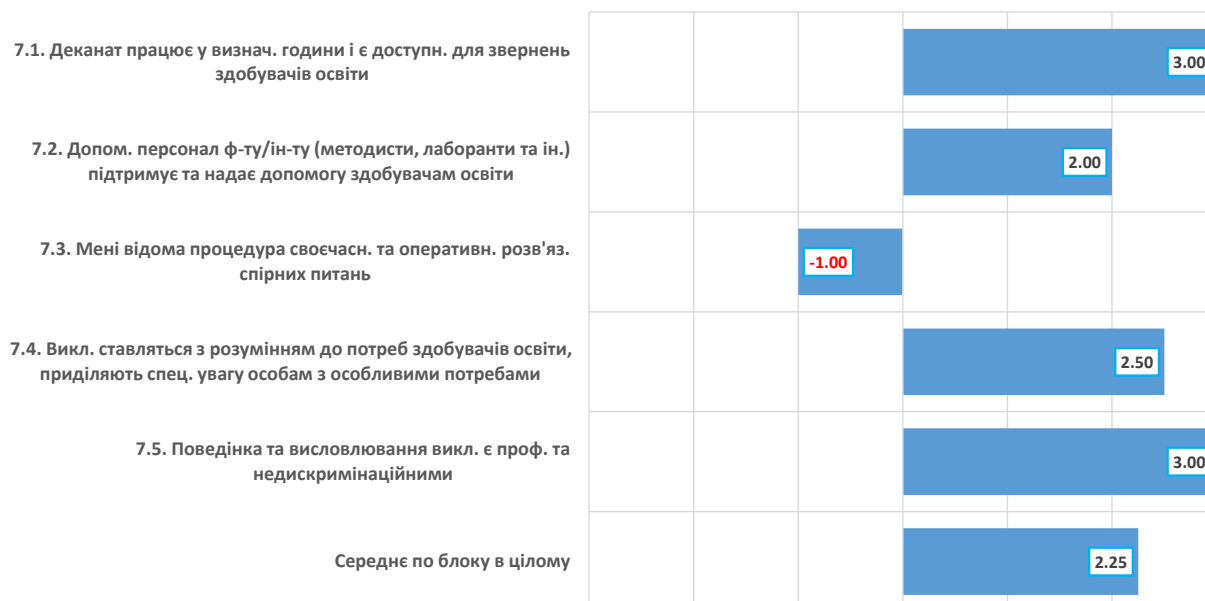 7.1. Деканат працює у визнач. години і є доступн. для звернень
здобувачів освіти
3.00
7.2. Допом. персонал ф-ту/ін-ту (методисти, лаборанти та ін.)
підтримує та надає допомогу здобувачам освіти
2.00
7.3. Мені відома процедура своєчасн. та оперативн. розв'яз.
спірних питань
-1.00
7.4. Викл. ставляться з розумінням до потреб здобувачів освіти,
приділяють спец. увагу особам з особливими потребами
2.50
7.5. Поведінка та висловлювання викл. є проф. та
недискримінаційними
3.00
Середнє по блоку в цілому
2.25